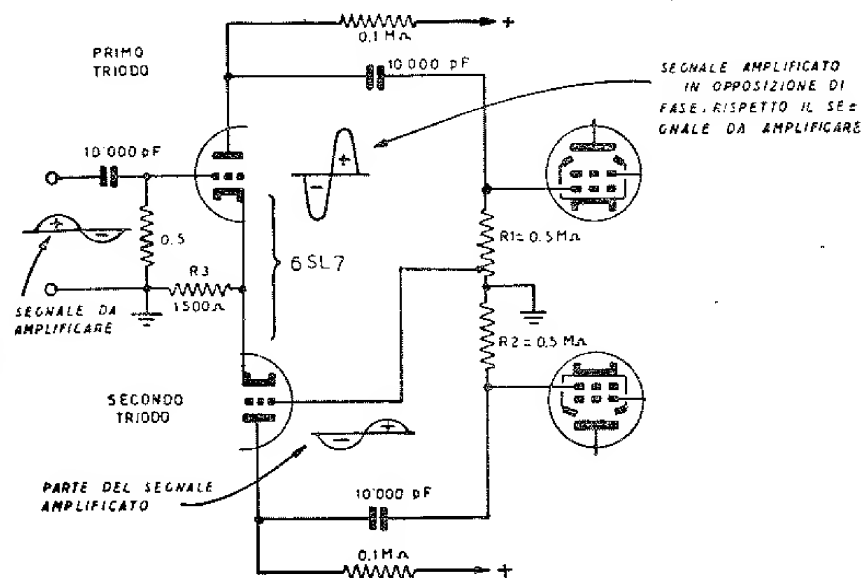 0,1 MΩ
+
PRIMO
TRIODO
10.000 pF
SEGNALE AMPLIFICATO
IN OPPOSIZIONE DI
FASE, RISPETTO IL SE=
GNALE DA AMPLIFICARE
10'000 pF
+
−
+
−
0.5
R3
1500Ω
6SL7
R1 = 0.5 MΩ
SEGNALE DA
AMPLIFICARE
R2 = 0,5 MΩ
SECONDO
TRIODO
−
+
PARTE DEL SEGNALE
AMPLIFICATO
10'000 pF
0.1 MΩ
+